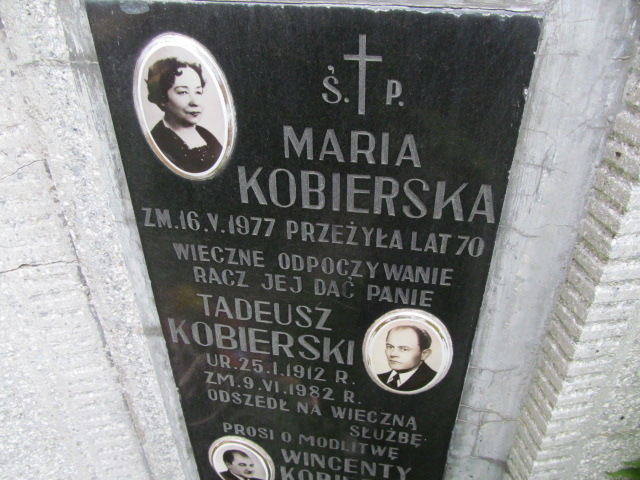 Ś. P.
MARIA
KOBIERSKA
ZM.16.V.1977 PRZEŻYŁA LAT 70
WIECZNE ODPOCZYWANIE
RACZ JEJ DAĆ PANIE
TADEUSZ
KOBIERSKI
UR.25.I.1912 R.
ZM.9.VI.1982 R.
ODSZEDŁ NA WIECZNĄ
SŁUŻBĘ.
PROSI O MODLITWĘ
WINCENTY